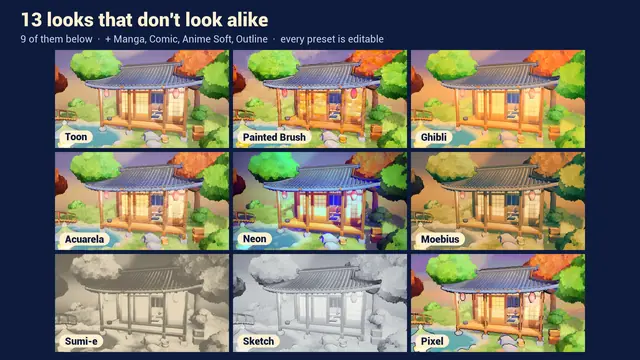 13 looks that don't look alike
9 of them below · + Manga, Comic, Anime Soft, Outline · every preset is editable
Toon
Painted Brush
Ghibli
Acuarela
Neon
Moebius
Sumi-e
Sketch
Pixel